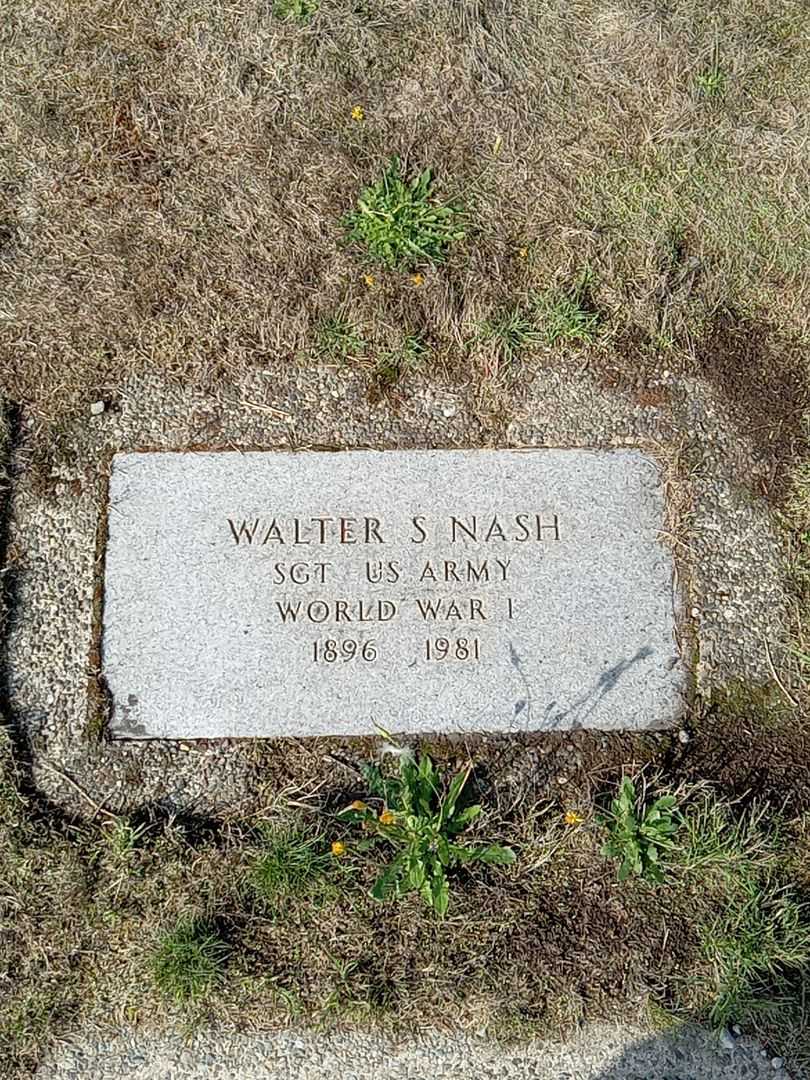 WALTER S NASH
SGT US ARMY
WORLD WAR I
1896 1981